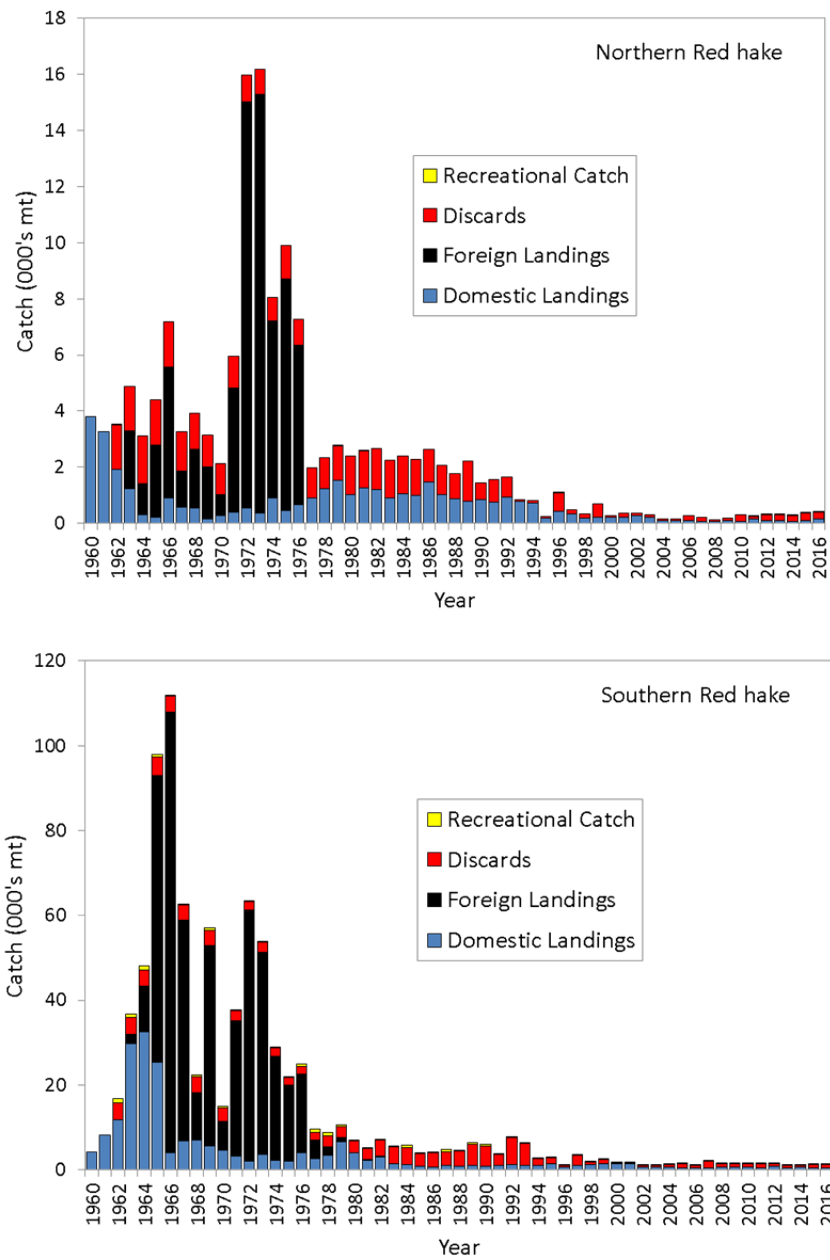 Northern Red hake
18
16
14
12
10
8
6
4
2
0
Catch (000's mt)
Recreational Catch
Discards
Foreign Landings
Domestic Landings
1960 1962 1964 1966 1968 1970 1972 1974 1976 1978 1980 1982 1984 1986 1988 1990 1992 1994 1996 1998 2000 2002 2004 2006 2008 2010 2012 2014 2016
Year
Southern Red hake
120
100
80
60
40
20
0
Catch (000's mt)
Recreational Catch
Discards
Foreign Landings
Domestic Landings
1960 1962 1964 1966 1968 1970 1972 1974 1976 1978 1980 1982 1984 1986 1988 1990 1992 1994 1996 1998 2000 2002 2004 2006 2008 2010 2012 2014 2016
Year